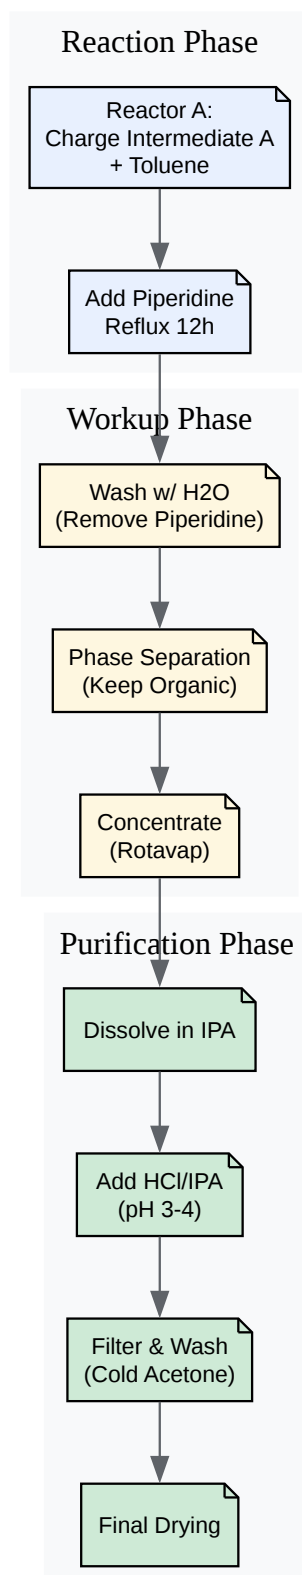 Reaction Phase
Reactor A:
Charge Intermediate A
+ Toluene
Add Piperidine
Reflux 12h
Workup Phase
Wash w/ H2O
(Remove Piperidine)
Phase Separation
(Keep Organic)
Concentrate
(Rotavap)
Purification Phase
Dissolve in IPA
Add HCl/IPA
(pH 3-4)
Filter & Wash
(Cold Acetone)
Final Drying